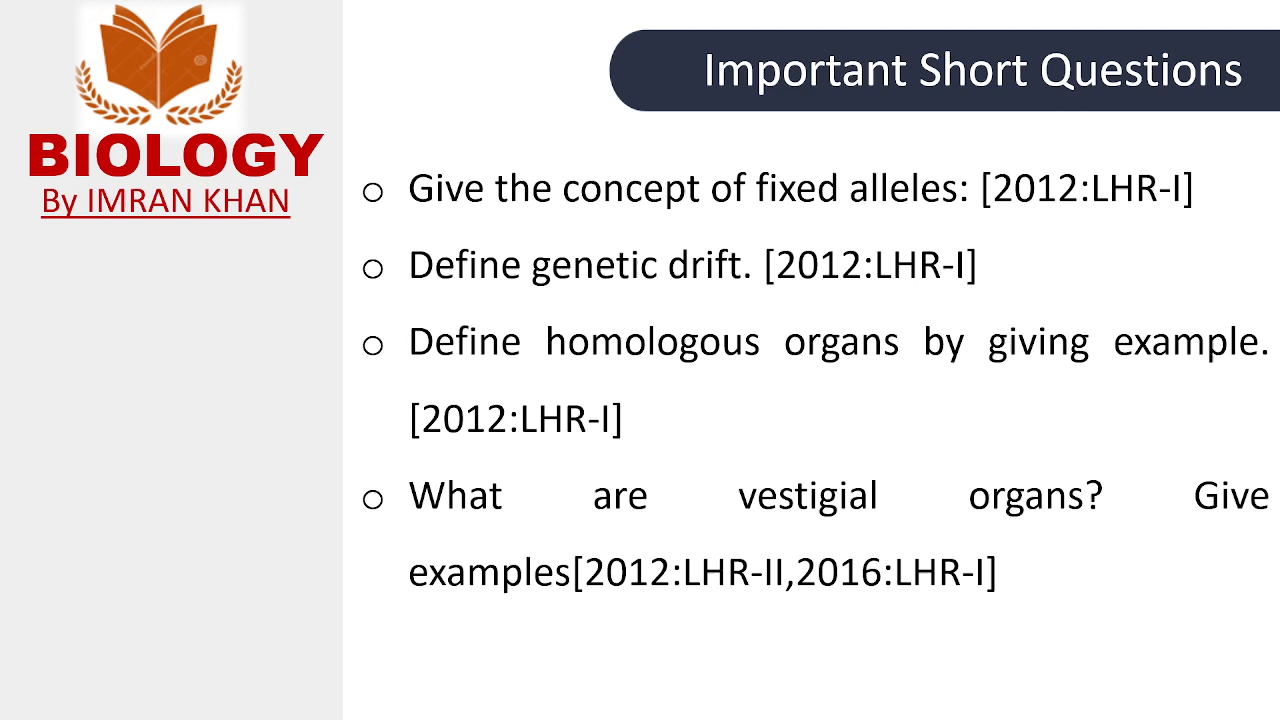 BIOLOGY
By IMRAN KHAN
Important Short Questions
o Give the concept of fixed alleles: [2012:LHR-I]
o Define genetic drift. [2012:LHR-I]
o Define homologous organs by giving example.
[2012:LHR-I]
o What are vestigial organs? Give
examples[2012:LHR-II,2016:LHR-I]